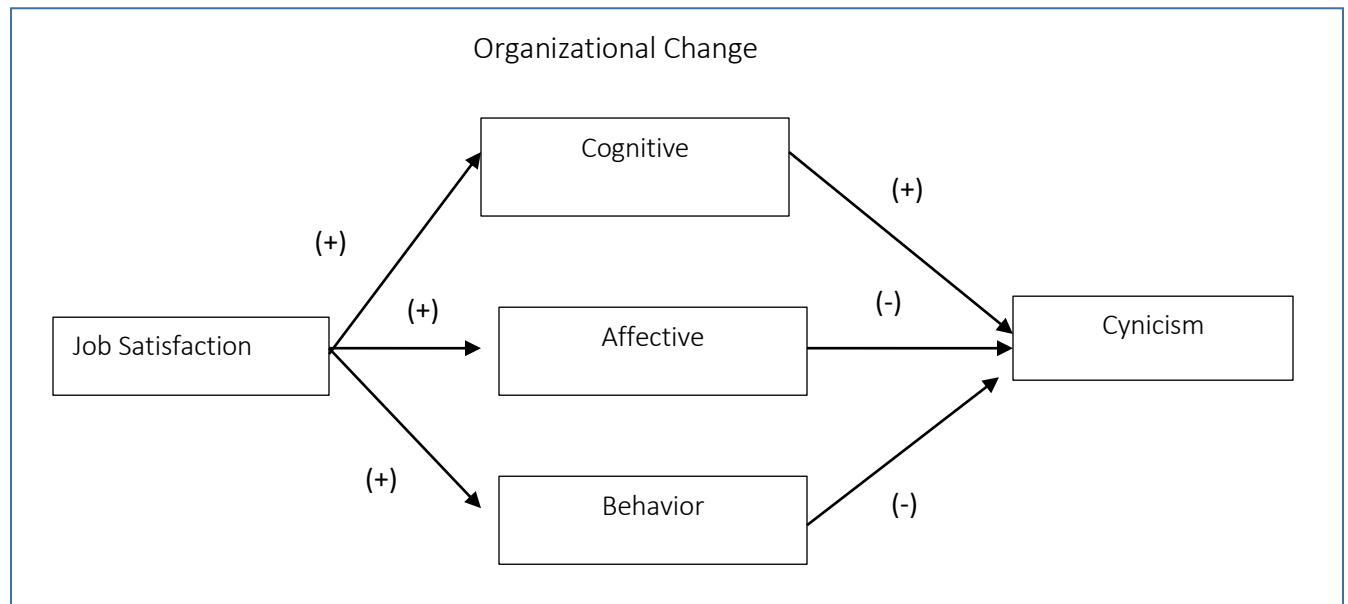 Organizational Change
Cognitive
(+)
(+)
(+)
(-)
Job Satisfaction
Affective
Cynicism
(+)
Behavior
(-)